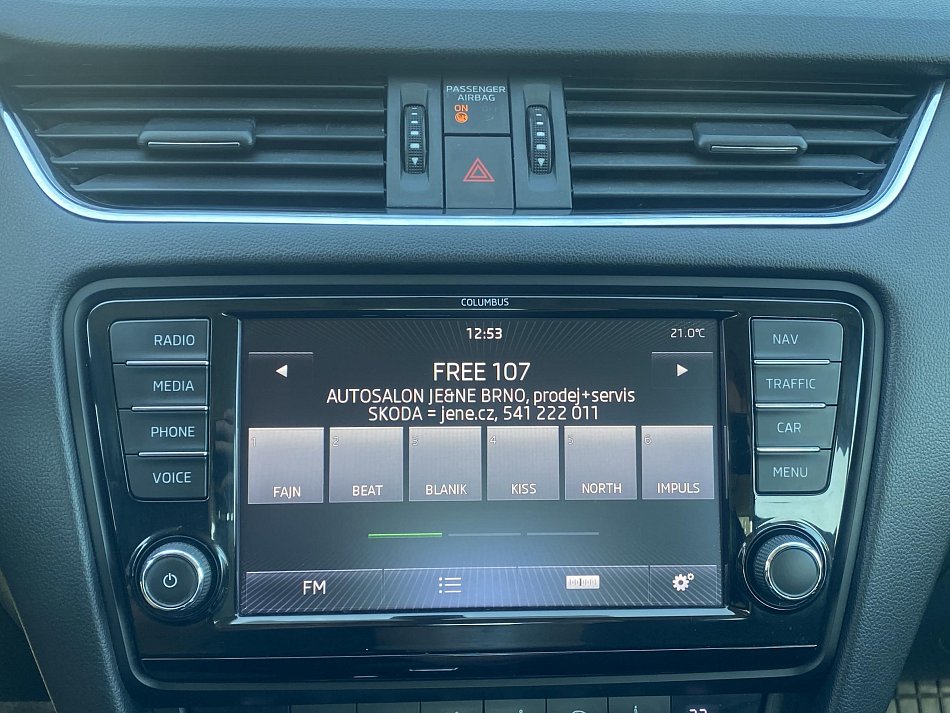 PASSENGER
AIRBAG
ON
COLUMBUS
RADIO
MEDIA
PHONE
VOICE
12:53
21.0°C
FREE 107
AUTOSALON JE&NE BRNO, prodej+servis
SKODA = jene.cz, 541 222 011
1 2 3 4 5 6
FAJN BEAT BLANIK KISS NORTH IMPULS
FM
NAV
TRAFFIC
CAR
MENU